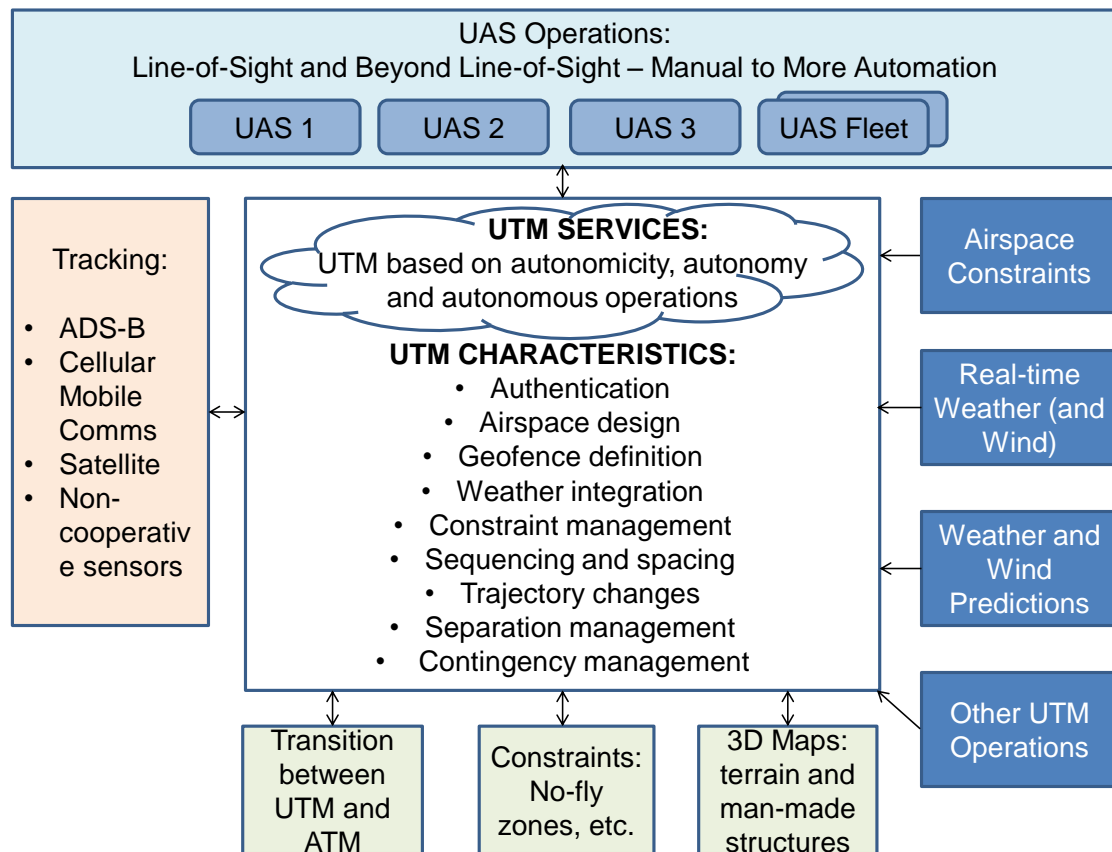 UAS Operations:
Line-of-Sight and Beyond Line-of-Sight – Manual to More Automation
UAS 1
UAS 2
UAS 3
UAS Fleet
Tracking:
• ADS-B
• Cellular
Mobile
Comms
• Satellite
• Non-
cooperativ
e sensors
UTM SERVICES:
UTM based on autonomicity, autonomy
and autonomous operations
UTM CHARACTERISTICS:
• Authentication
• Airspace design
• Geofence definition
• Weather integration
• Constraint management
• Sequencing and spacing
• Trajectory changes
• Separation management
• Contingency management
Airspace
Constraints
Real-time
Weather (and
Wind)
Weather and
Wind
Predictions
Other UTM
Operations
Transition
between
UTM and
ATM
Constraints:
No-fly
zones, etc.
3D Maps:
terrain and
man-made
structures